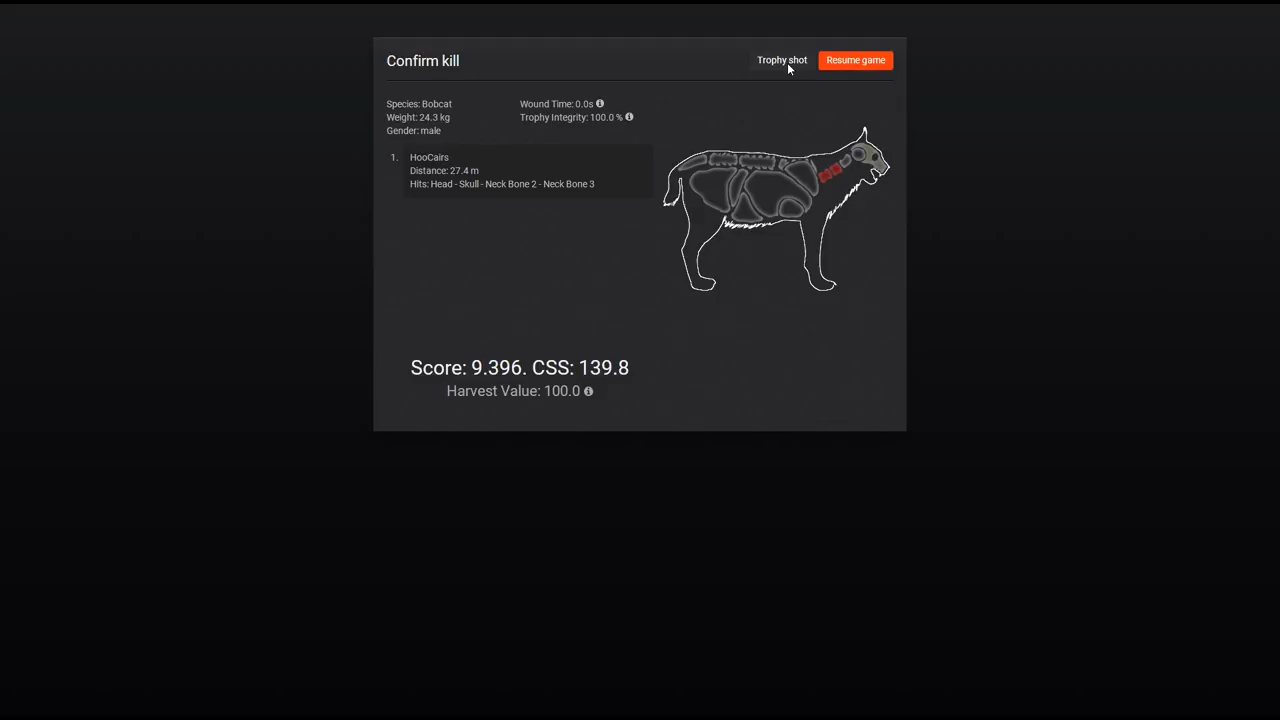 Confirm kill
Trophy shot
Resume game
Species: Bobcat
Weight: 24.3 kg
Gender: male
Wound Time: 0.0s
Trophy Integrity: 100.0 %
1.
HooCairs
Distance: 27.4 m
Hits: Head - Skull - Neck Bone 2 - Neck Bone 3
Score: 9.396. CSS: 139.8
Harvest Value: 100.0